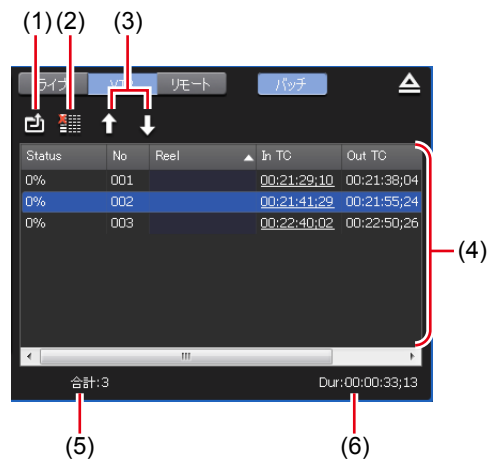 (1) (2) (3)
ライブ VTR リモート バッチ
Status No Reel In TC Out TC
0% 001 00:21:29;10 00:21:38;04
0% 002 00:21:41;29 00:21:55;24
0% 003 00:22:40;02 00:22:50;26
(4)
合計:3 Dur:00:00:33;13
(5) (6)